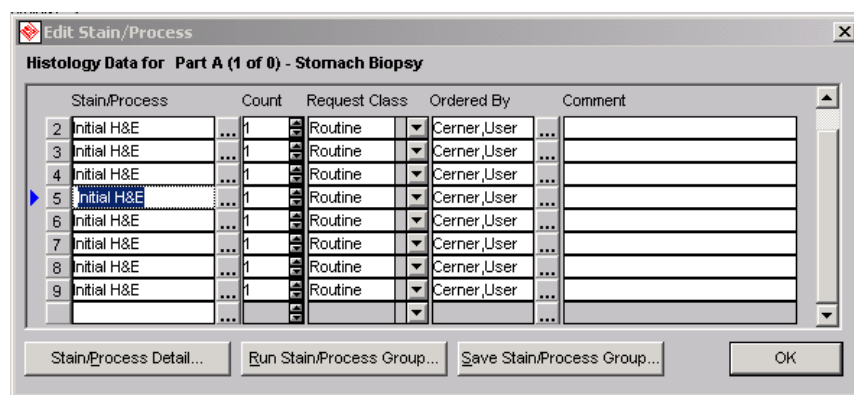 Edit Stain/Process
Histology Data for Part A (1 of 0) - Stomach Biopsy
Stain/Process Count Request Class Ordered By Comment
2 Initial H&E ... 1 Routine Cerner,User ...
3 Initial H&E ... 1 Routine Cerner,User ...
4 Initial H&E ... 1 Routine Cerner,User ...
5 Initial H&E ... 1 Routine Cerner,User ...
6 Initial H&E ... 1 Routine Cerner,User ...
7 Initial H&E ... 1 Routine Cerner,User ...
8 Initial H&E ... 1 Routine Cerner,User ...
9 Initial H&E ... 1 Routine Cerner,User ...
... ...
Stain/Process Detail... Run Stain/Process Group... Save Stain/Process Group... OK